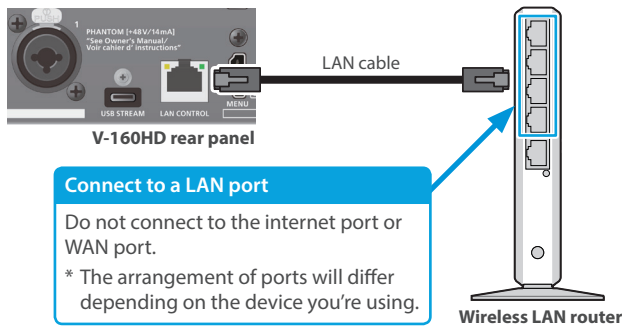 PUSH
1
PHANTOM [+48V/14mA]
"See Owner's Manual/
Voir cahier d' instructions"
USB STREAM
LAN CONTROL
MENU
LAN cable
V-160HD rear panel
Connect to a LAN port
Do not connect to the internet port or
WAN port.
* The arrangement of ports will differ
depending on the device you're using.
Wireless LAN router